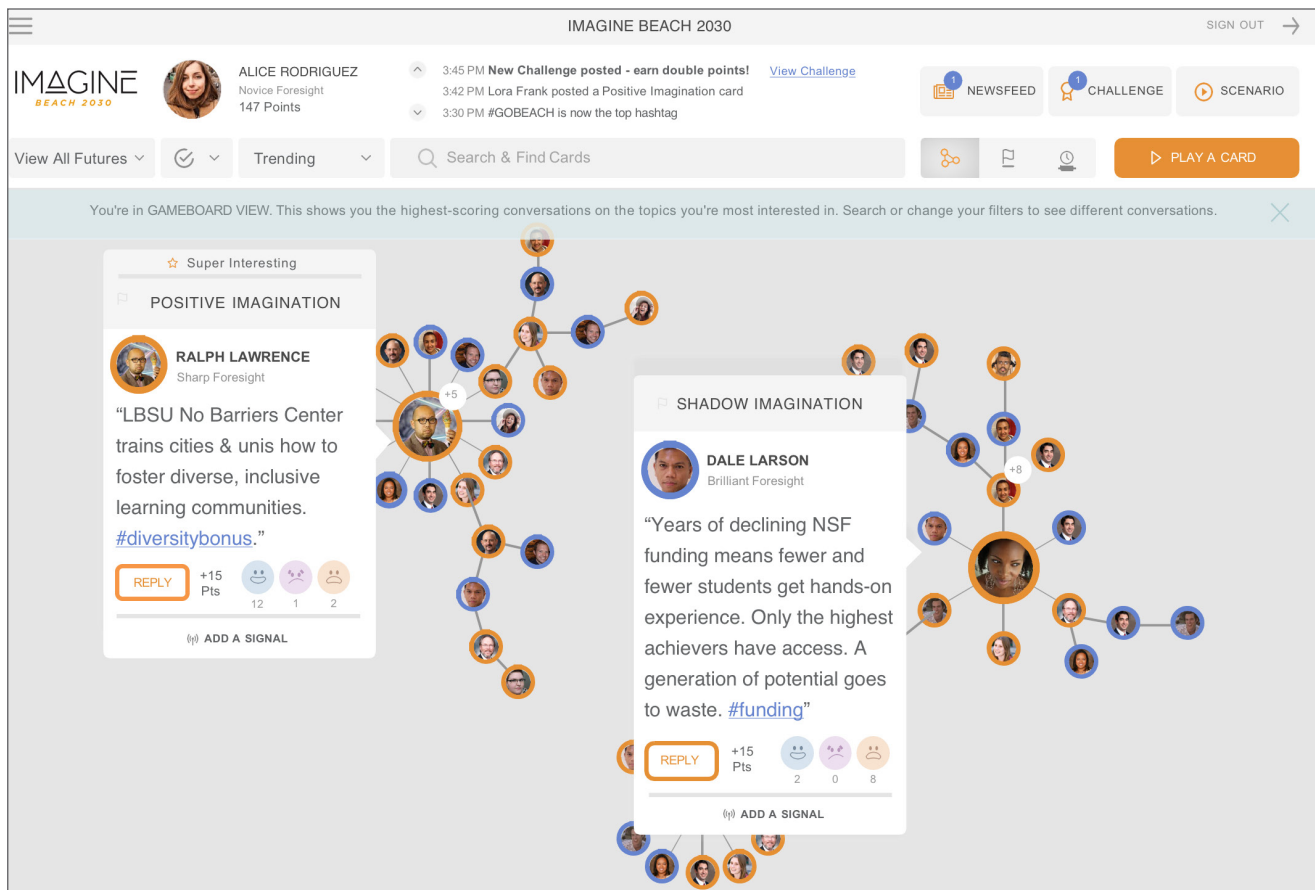 IMAGINE BEACH 2030
SIGN OUT
IMAGINE
BEACH 2030
ALICE RODRIGUEZ
Novice Foresight
147 Points
3:45 PM New Challenge posted - earn double points! View Challenge
3:42 PM Lora Frank posted a Positive Imagination card
3:30 PM #GOBEACH is now the top hashtag
1
NEWSFEED
1
CHALLENGE
SCENARIO
View All Futures
Trending
Search & Find Cards
PLAY A CARD
You're in GAMEBOARD VIEW. This shows you the highest-scoring conversations on the topics you're most interested in. Search or change your filters to see different conversations.
Super Interesting
POSITIVE IMAGINATION
RALPH LAWRENCE
Sharp Foresight
“LBSU No Barriers Center
trains cities & unis how to
foster diverse, inclusive
learning communities.
#diversitybonus.”
REPLY
+15
Pts
12 1 2
ADD A SIGNAL
+5
SHADOW IMAGINATION
DALE LARSON
Brilliant Foresight
“Years of declining NSF
funding means fewer and
fewer students get hands-on
experience. Only the highest
achievers have access. A
generation of potential goes
to waste. #funding”
REPLY
+15
Pts
2 0 8
ADD A SIGNAL
+8